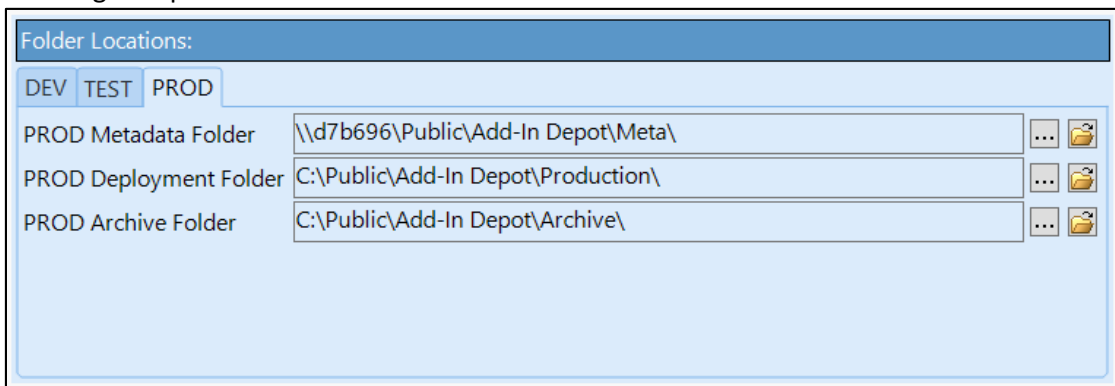 Folder Locations:
DEV TEST PROD
PROD Metadata Folder \\d7b696\Public\Add-In Depot\Meta\ ...
PROD Deployment Folder C:\Public\Add-In Depot\Production\ ...
PROD Archive Folder C:\Public\Add-In Depot\Archive\ ...